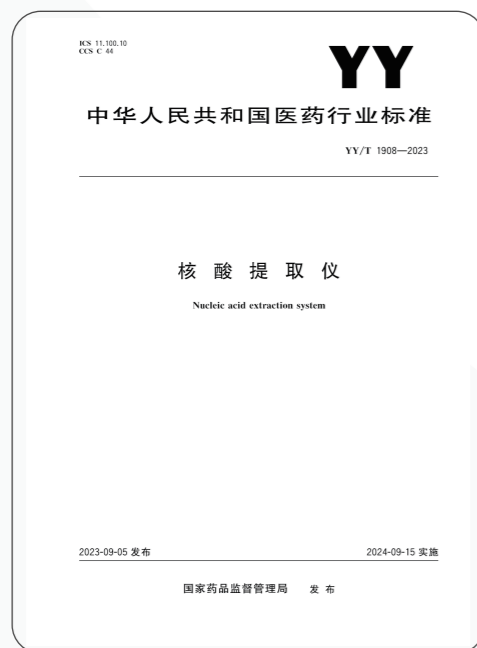 ICS 11.100.10
CCS C 44
YY
中华人民共和国医药行业标准
YY/T 1908—2023
核酸提取仪
Nucleic acid extraction system
2023-09-05 发布
2024-09-15 实施
国家药品监督管理局 发布